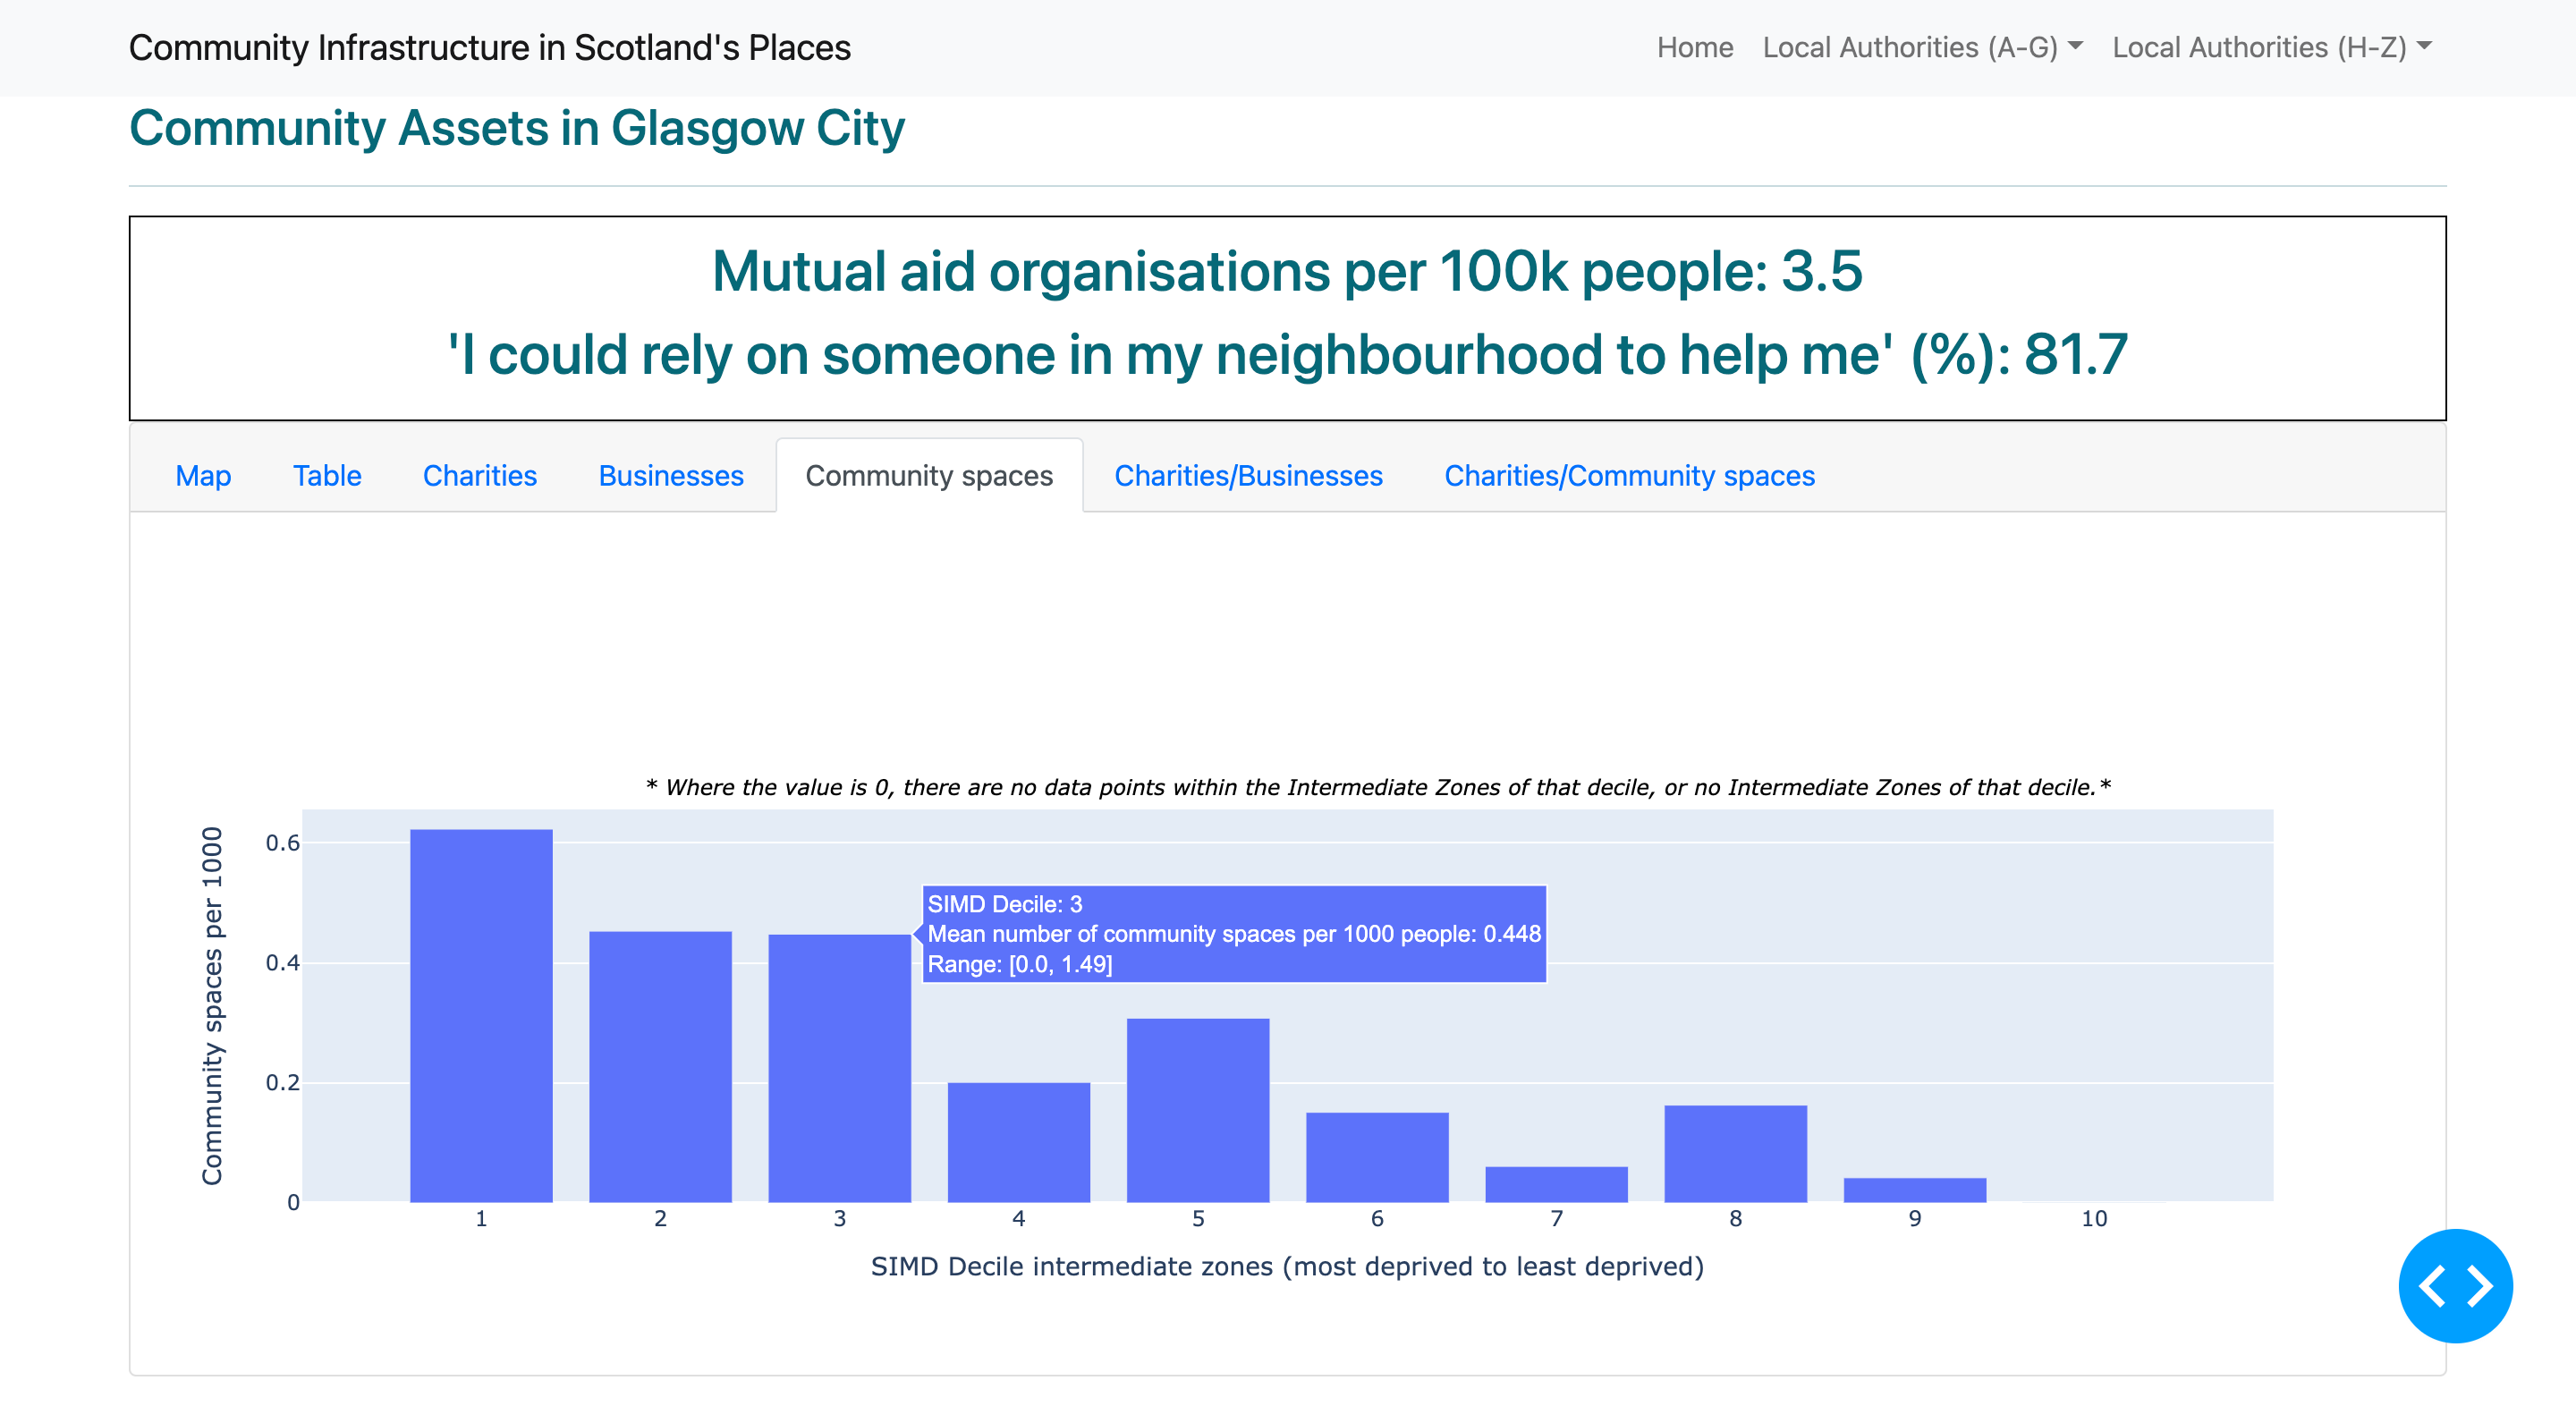 Community Infrastructure in Scotland's Places
Home
Local Authorities (A-G)
Local Authorities (H-Z)
Community Assets in Glasgow City
Mutual aid organisations per 100k people: 3.5
'I could rely on someone in my neighbourhood to help me' (%): 81.7
Map
Table
Charities
Businesses
Community spaces
Charities/Businesses
Charities/Community spaces
* Where the value is 0, there are no data points within the Intermediate Zones of that decile, or no Intermediate Zones of that decile.*
Community spaces per 1000
0.6
0.4
0.2
0
SIMD Decile: 3
Mean number of community spaces per 1000 people: 0.448
Range: [0.0, 1.49]
1 2 3 4 5 6 7 8 9 10
SIMD Decile intermediate zones (most deprived to least deprived)